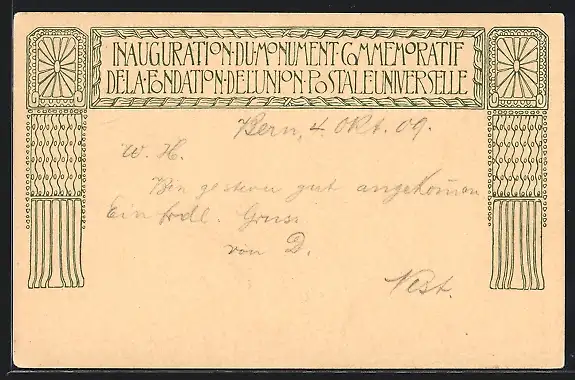 INAUGURATION·DU·MONUMENT·COMMEMORATIF
DE·LA·FONDATION·DE·L'UNION·POSTALE·UNIVERSELLE
Bern, 4. Okt. 09.
W. H.
Bin gestern gut angekommen
Ein frdl. Gruss
von D.